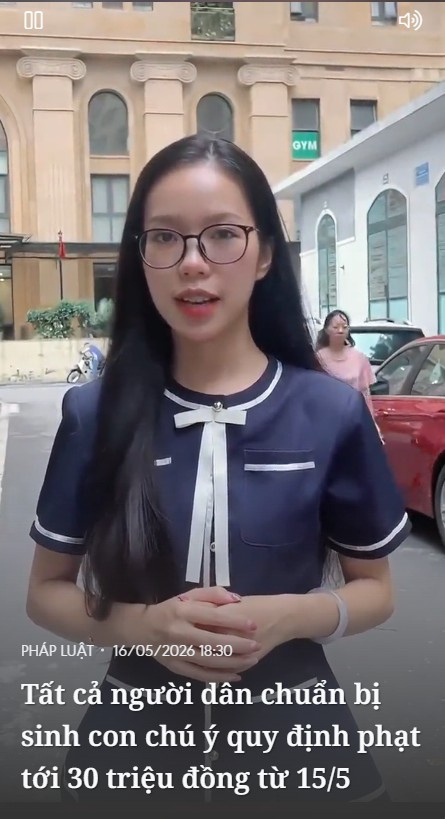 GYM
PHÁP LUẬT · 16/05/2026 18:30
Tất cả người dân chuẩn bị
sinh con chú ý quy định phạt
tới 30 triệu đồng từ 15/5